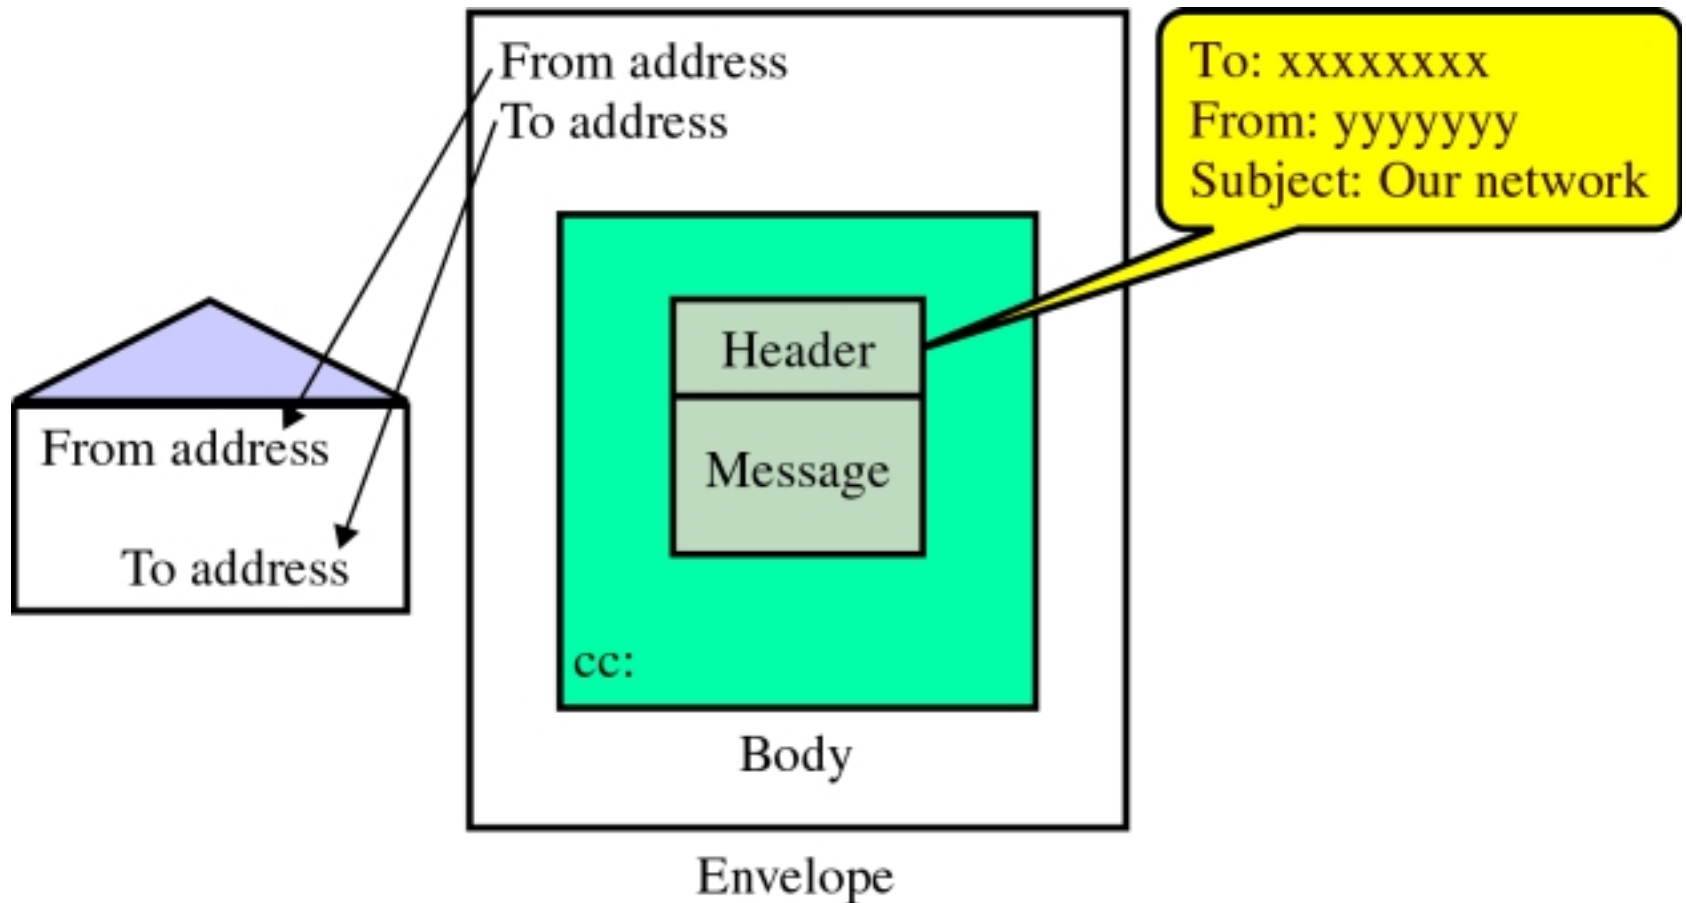 From address
To address
To: xxxxxxxx
From: yyyyyyy
Subject: Our network
Header
Message
From address
To address
cc:
Body
Envelope